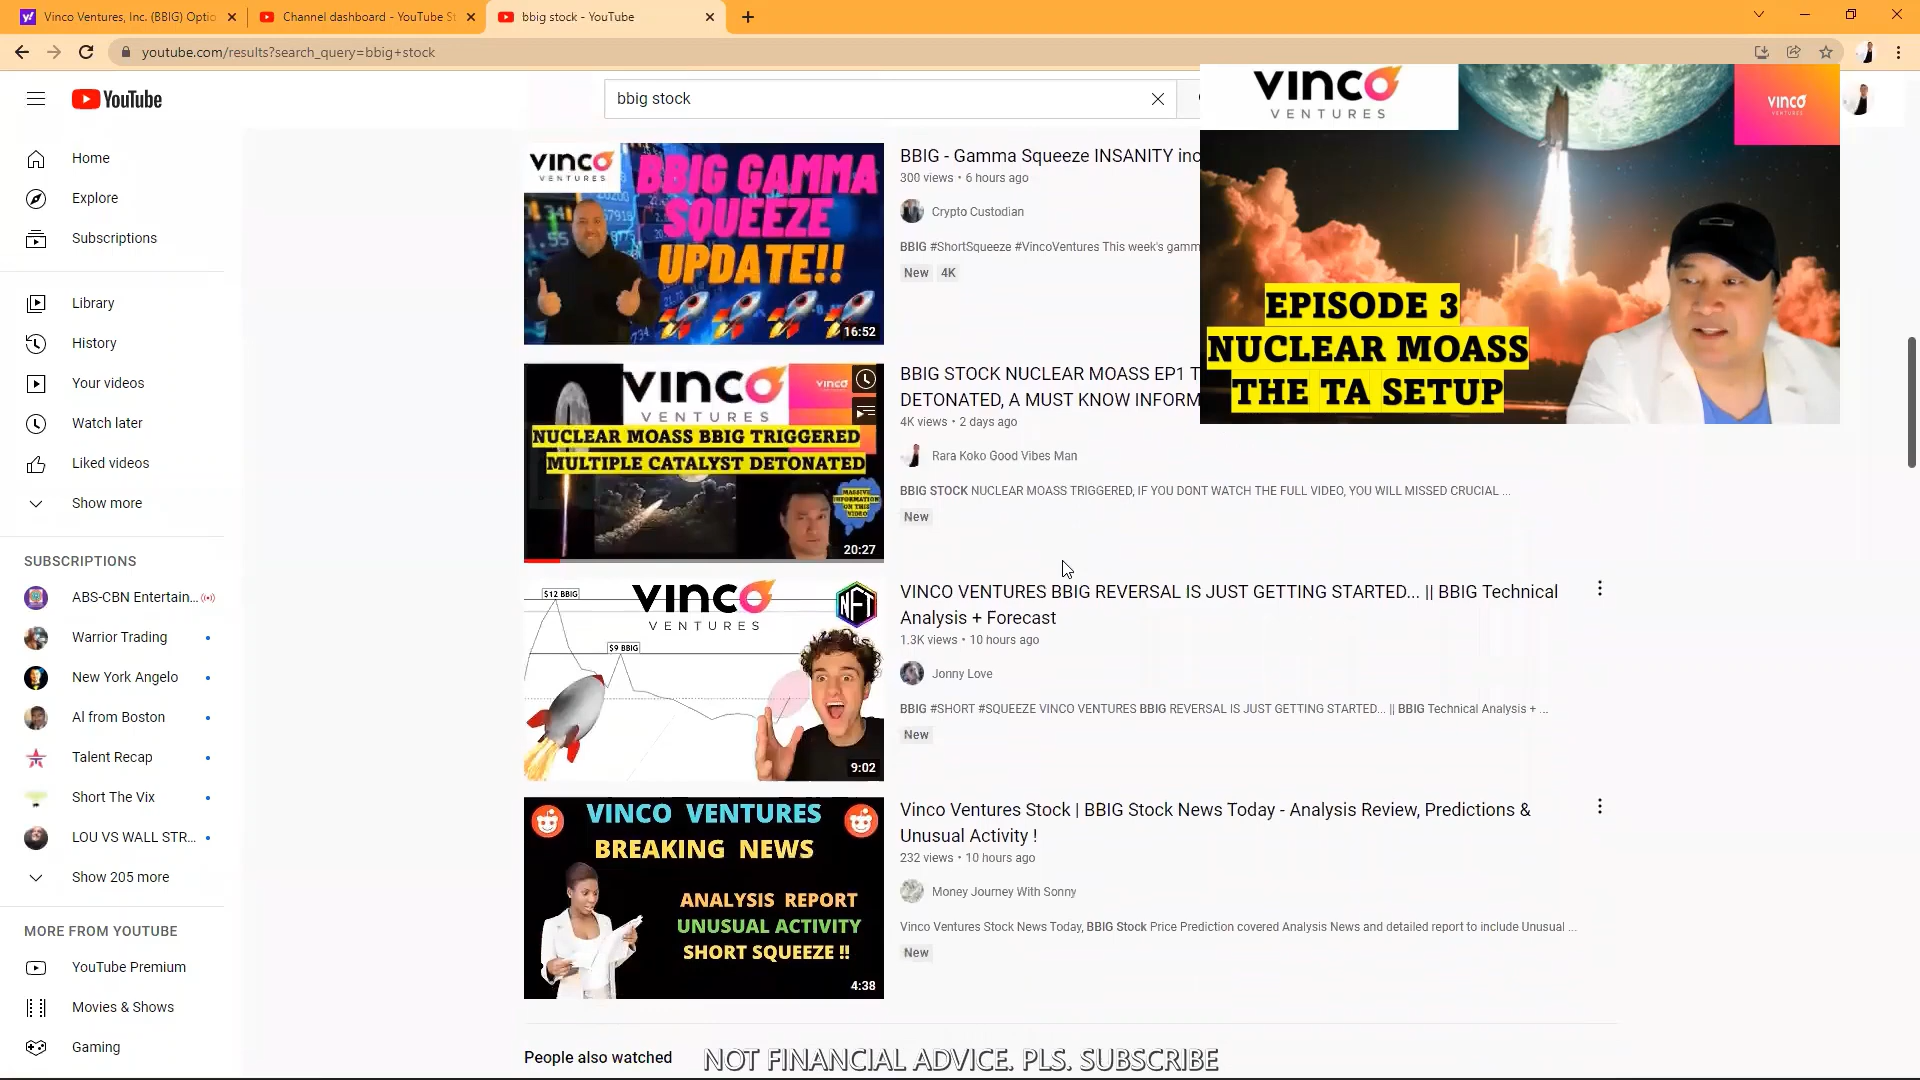 Vinco Ventures, Inc. (BBIG) Optio
Channel dashboard - YouTube St
bbig stock - YouTube
youtube.com/results?search_query=bbig+stock
YouTube
bbig stock
Home
Explore
Subscriptions
Library
History
Your videos
Watch later
Liked videos
Show more
SUBSCRIPTIONS
ABS-CBN Entertain...
Warrior Trading
New York Angelo
Al from Boston
Talent Recap
Short The Vix
LOU VS WALL STR...
Show 205 more
MORE FROM YOUTUBE
YouTube Premium
Movies & Shows
Gaming
VINCO
VENTURES
BBIG GAMMA
SQUEEZE
UPDATE!!
16:52
BBIG - Gamma Squeeze INSANITY inc
300 views • 6 hours ago
Crypto Custodian
BBIG #ShortSqueeze #VincoVentures This week's gamm
New
4K
VINCO
VENTURES
VINCO
VENTURES
EPISODE 3
NUCLEAR MOASS
THE TA SETUP
VINCO
VENTURES
VINCO
NUCLEAR MOASS BBIG TRIGGERED
MULTIPLE CATALYST DETONATED
MASSIVE
INFORMATION
ON THIS
VIDEO
20:27
BBIG STOCK NUCLEAR MOASS EP1 T
DETONATED, A MUST KNOW INFORM
4K views • 2 days ago
Rara Koko Good Vibes Man
BBIG STOCK NUCLEAR MOASS TRIGGERED, IF YOU DONT WATCH THE FULL VIDEO, YOU WILL MISSED CRUCIAL ...
New
$12 BBIG
VINCO
VENTURES
NFT
$9 BBIG
9:02
VINCO VENTURES BBIG REVERSAL IS JUST GETTING STARTED... || BBIG Technical
Analysis + Forecast
1.3K views • 10 hours ago
Jonny Love
BBIG #SHORT #SQUEEZE VINCO VENTURES BBIG REVERSAL IS JUST GETTING STARTED... || BBIG Technical Analysis + ...
New
VINCO VENTURES
BREAKING NEWS
ANALYSIS REPORT
UNUSUAL ACTIVITY
SHORT SQUEEZE !!
4:38
Vinco Ventures Stock | BBIG Stock News Today - Analysis Review, Predictions &
Unusual Activity !
232 views • 10 hours ago
Money Journey With Sonny
Vinco Ventures Stock News Today, BBIG Stock Price Prediction covered Analysis News and detailed report to include Unusual ...
New
People also watched
NOT FINANCIAL ADVICE. PLS. SUBSCRIBE